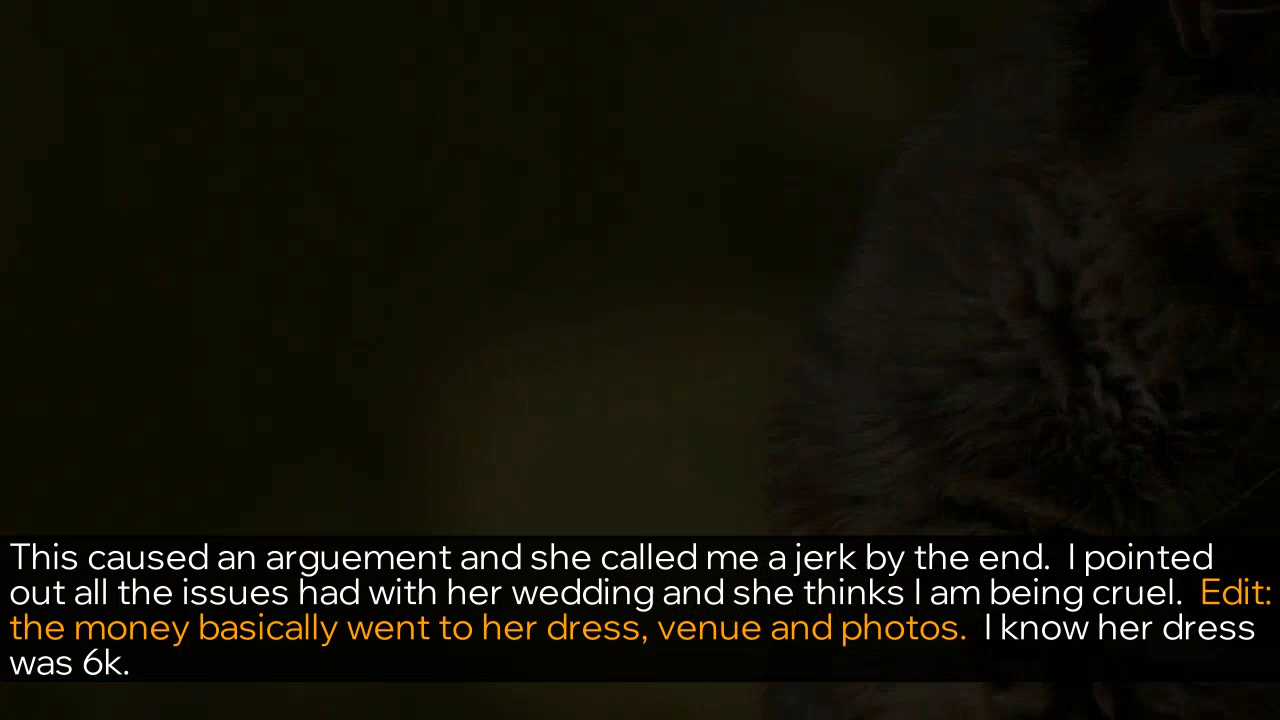 This caused an arguement and she called me a jerk by the end.  I pointed
out all the issues had with her wedding and she thinks I am being cruel.  Edit:
the money basically went to her dress, venue and photos.  I know her dress
was 6k.